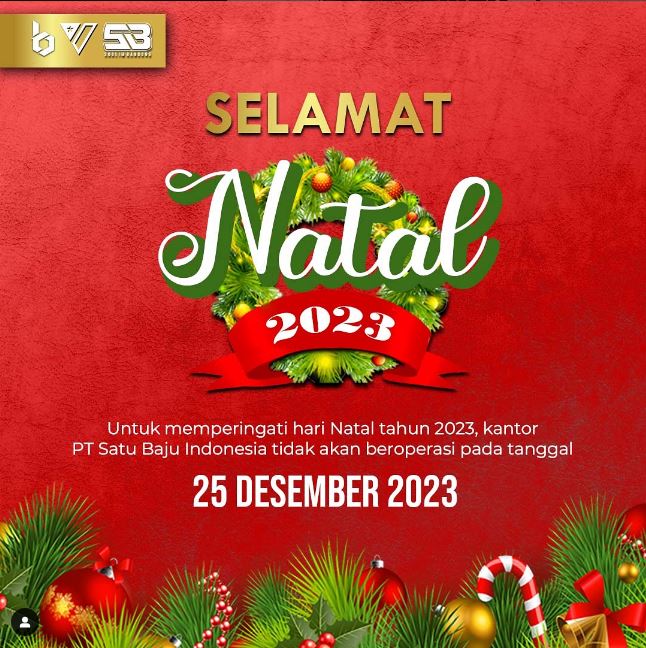 SB
SELAMAT
Natal
2023
Untuk memperingati hari Natal tahun 2023, kantor
PT Satu Baju Indonesia tidak akan beroperasi pada tanggal
25 DESEMBER 2023